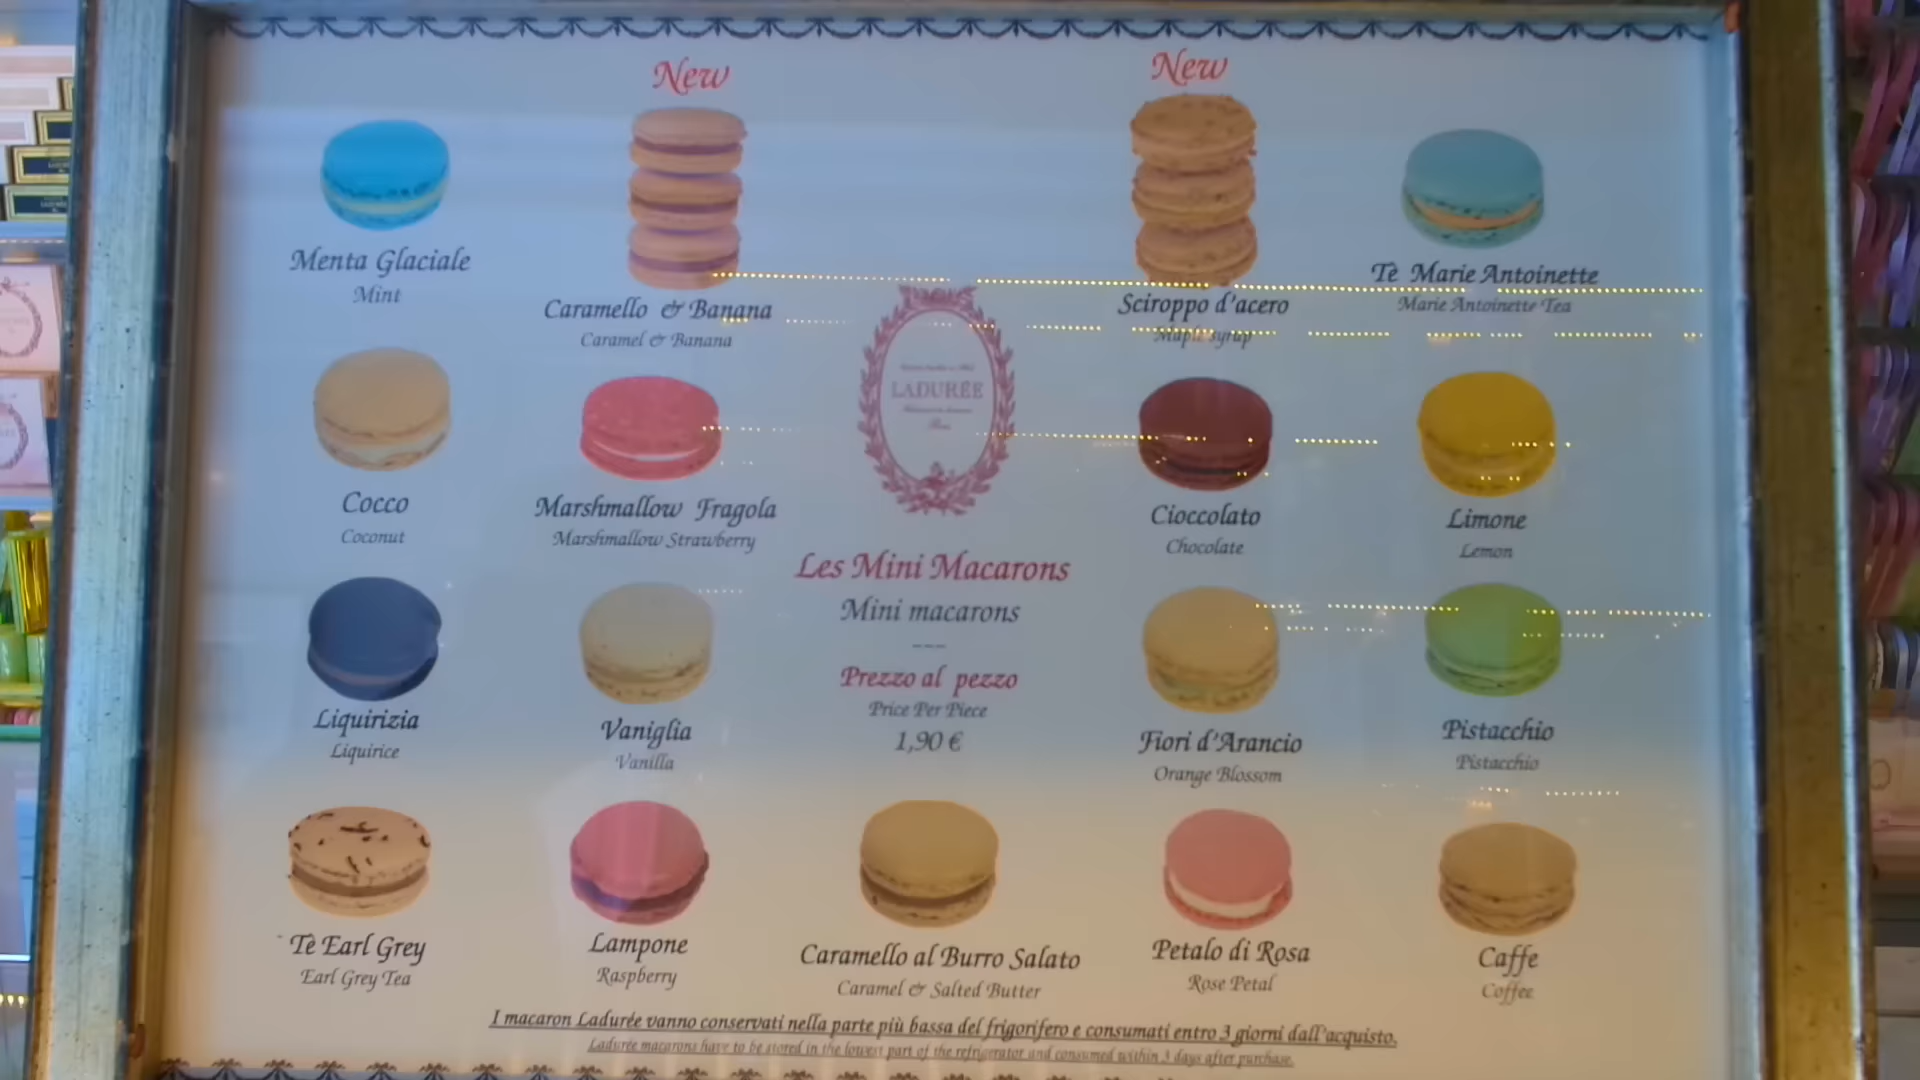 New
New
Menta Glaciale
Mint
Caramello & Banana
Caramel & Banana
Sciroppo d'acero
Maple syrup
Tè Marie Antoinette
Marie Antoinette Tea
LADURÉE
Paris
Cocco
Coconut
Marshmallow Fragola
Marshmallow Strawberry
Cioccolato
Chocolate
Limone
Lemon
Les Mini Macarons
Mini macarons
Prezzo al pezzo
Price Per Piece
1,90 €
Liquirizia
Liquirice
Vaniglia
Vanilla
Fiori d'Arancio
Orange Blossom
Pistacchio
Pistacchio
Tè Earl Grey
Earl Grey Tea
Lampone
Raspberry
Caramello al Burro Salato
Caramel & Salted Butter
Petalo di Rosa
Rose Petal
Caffe
Coffee
I macaron Ladurée vanno conservati nella parte più bassa del frigorifero e consumati entro 3 giorni dall'acquisto.
Ladurée macarons have to be stored in the lowest part of the refrigerator and consumed within 3 days after purchase.